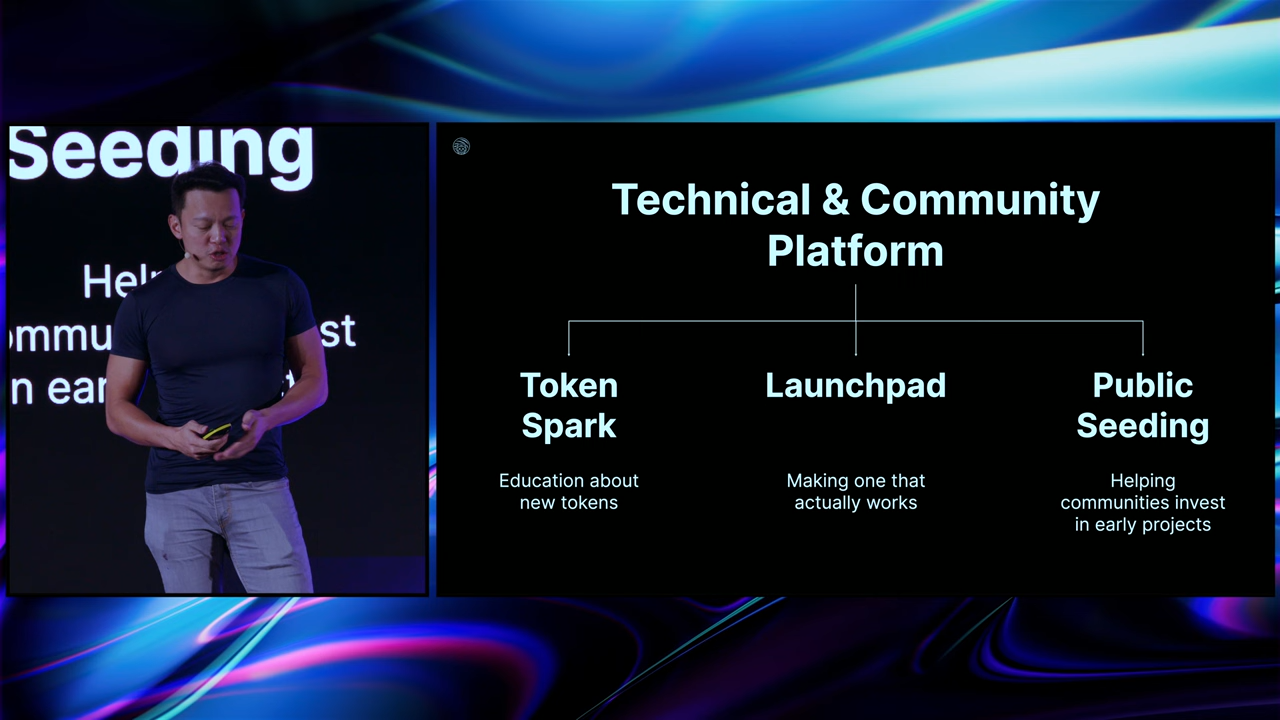 Seeding
Technical & Community
Platform
Token
Spark
Education about
new tokens
Launchpad
Making one that
actually works
Public
Seeding
Helping
communities invest
in early projects